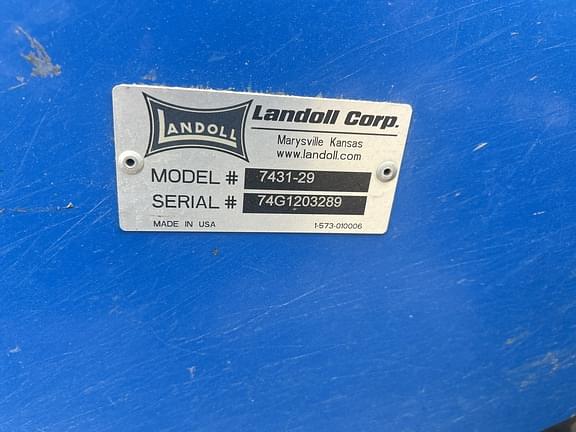 LANDOLL
Landoll Corp.
Marysville Kansas
www.landoll.com
MODEL # 7431-29
SERIAL # 74G1203289
MADE IN USA 1-573-010006